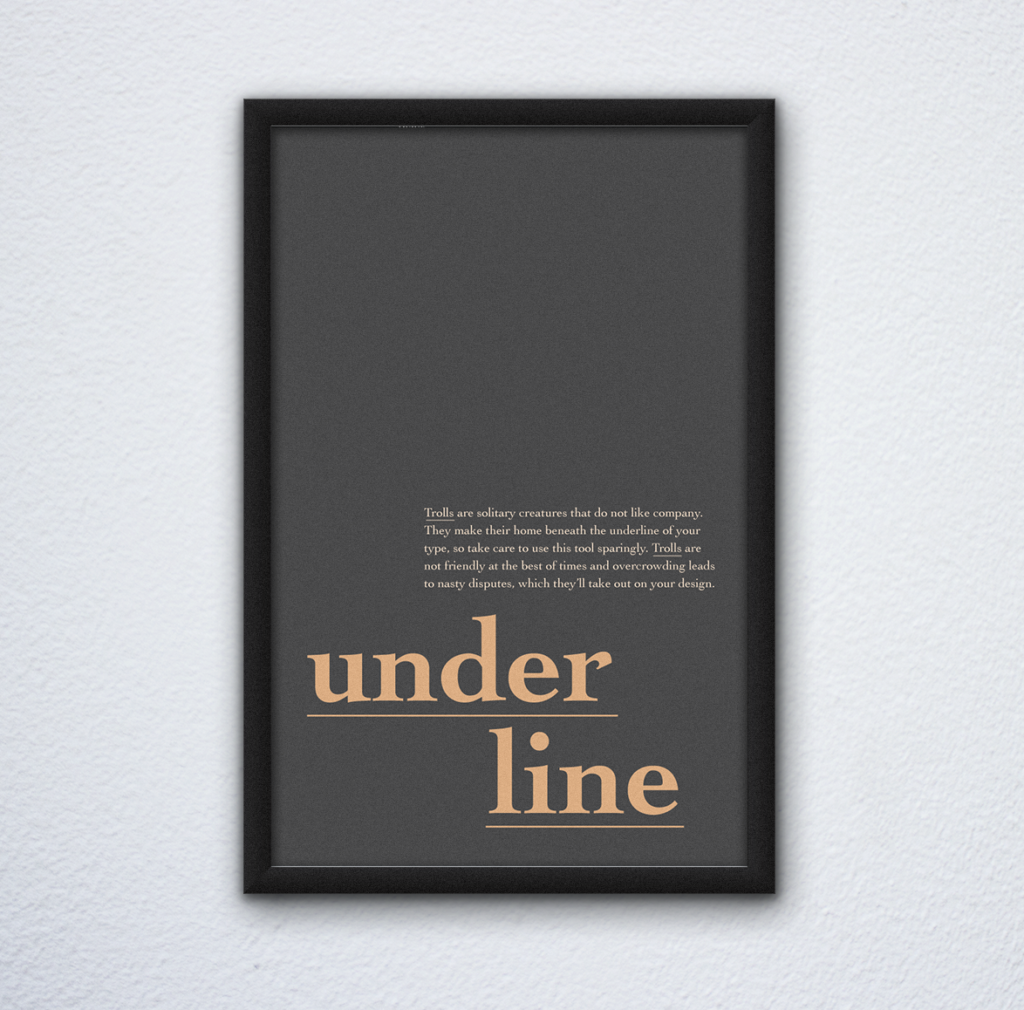 Trolls are solitary creatures that do not like company.
They make their home beneath the underline of your
type, so take care to use this tool sparingly. Trolls are
not friendly at the best of times and overcrowding leads
to nasty disputes, which they'll take out on your design.
under
line